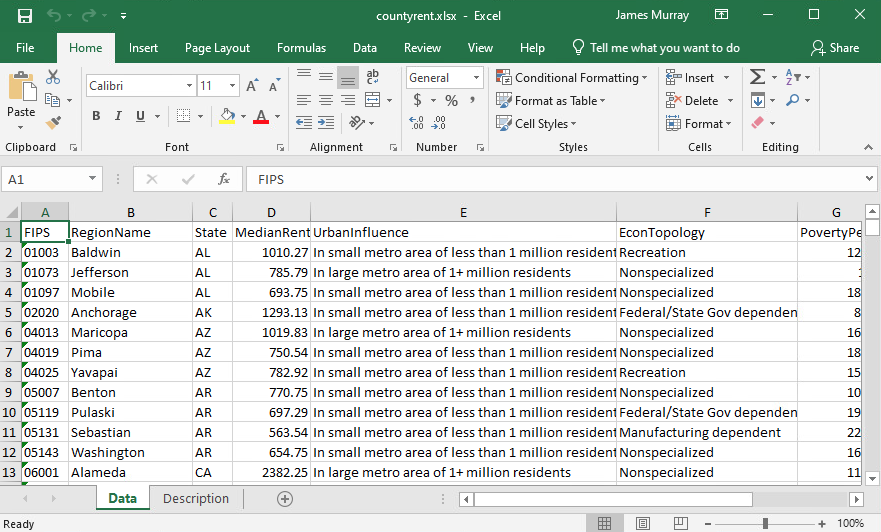 countyrent.xlsx - Excel
James Murray
File Home Insert Page Layout Formulas Data Review View Help Tell me what you want to do Share
Paste
Calibri 11 A A
B I U A
ab
c
General
$ % ,
.00 .0
.0 .00
Conditional Formatting
Format as Table
Cell Styles
Insert
Delete
Format
Σ A Z
Clipboard Font Alignment Number Styles Cells Editing
A1 fx FIPS
A B C D E F G
1 FIPS RegionName State MedianRent UrbanInfluence EconTopology PovertyPe
2 01003 Baldwin AL 1010.27 In small metro area of less than 1 million resident Recreation 12
3 01073 Jefferson AL 785.79 In large metro area of 1+ million residents Nonspecialized 1
4 01097 Mobile AL 693.75 In small metro area of less than 1 million resident Nonspecialized 18
5 02020 Anchorage AK 1293.13 In small metro area of less than 1 million resident Federal/State Gov dependen 8
6 04013 Maricopa AZ 1019.83 In large metro area of 1+ million residents Nonspecialized 16
7 04019 Pima AZ 750.54 In small metro area of less than 1 million resident Nonspecialized 18
8 04025 Yavapai AZ 782.92 In small metro area of less than 1 million resident Recreation 15
9 05007 Benton AR 770.75 In small metro area of less than 1 million resident Nonspecialized 10
10 05119 Pulaski AR 697.29 In small metro area of less than 1 million resident Federal/State Gov dependen 19
11 05131 Sebastian AR 563.54 In small metro area of less than 1 million resident Manufacturing dependent 22
12 05143 Washington AR 654.75 In small metro area of less than 1 million resident Nonspecialized 16
13 06001 Alameda CA 2382.25 In large metro area of 1+ million residents Nonspecialized 11
Data Description
Ready 100%